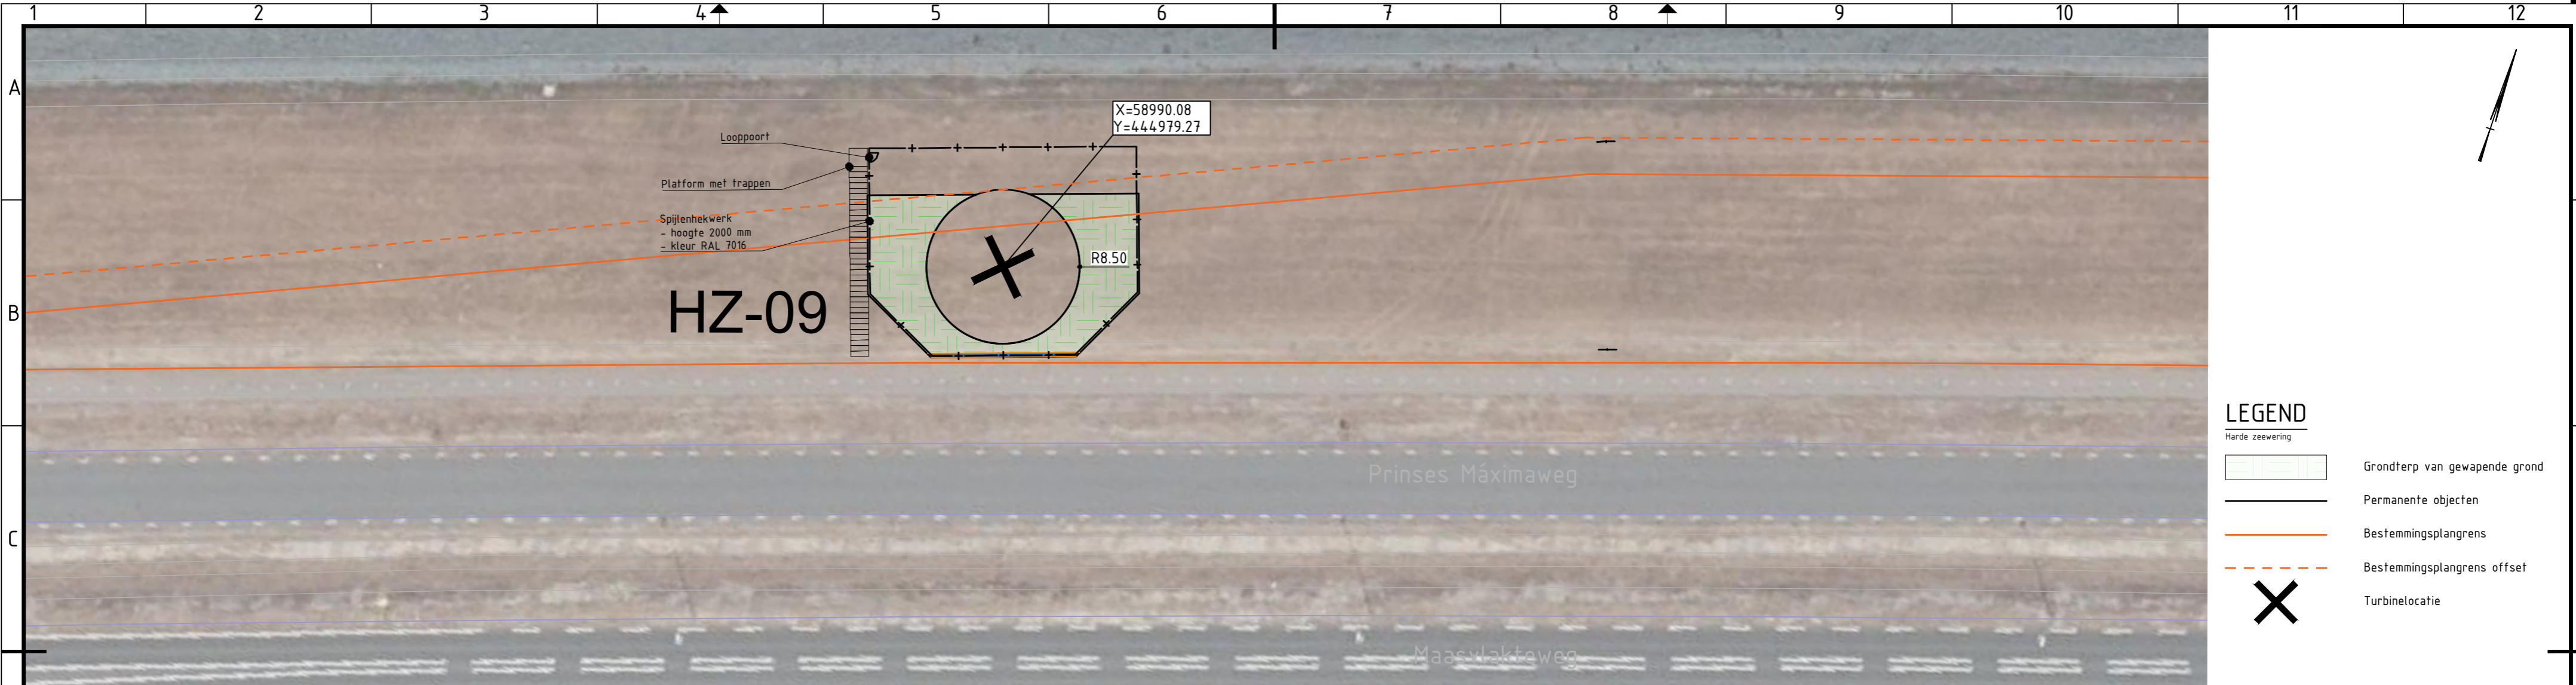 1 2 3 4 5 6 7 8 9 10 11 12
A
B
C
X=58990.08
Y=444979.27
Looppoort
Platform met trappen
Spijlenhekwerk
- hoogte 2000 mm
- kleur RAL 7016
R8.50
HZ-09
Prinses Máximaweg
Maasvlakteweg
LEGEND
Harde zeewering
Grondterp van gewapende grond
Permanente objecten
Bestemmingsplangrens
Bestemmingsplangrens offset
Turbinelocatie